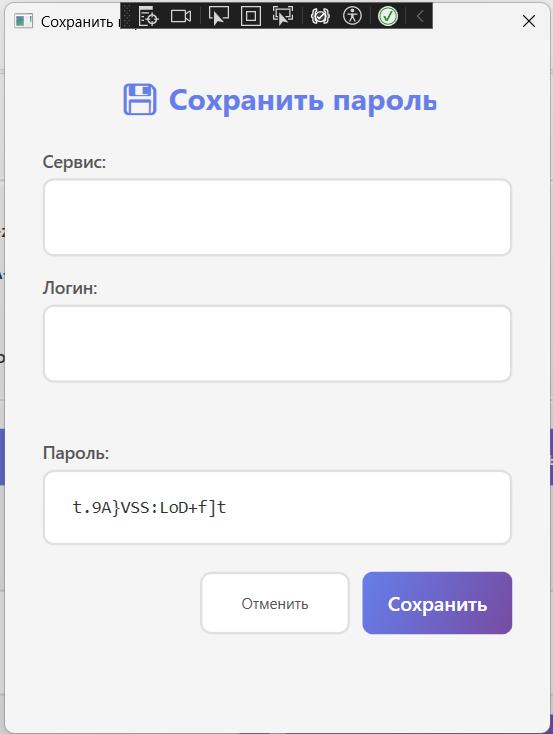 Сохранить
Сохранить пароль
Сервис:
Логин:
Пароль:
t.9A}VSS:LoD+f]t
Отменить
Сохранить